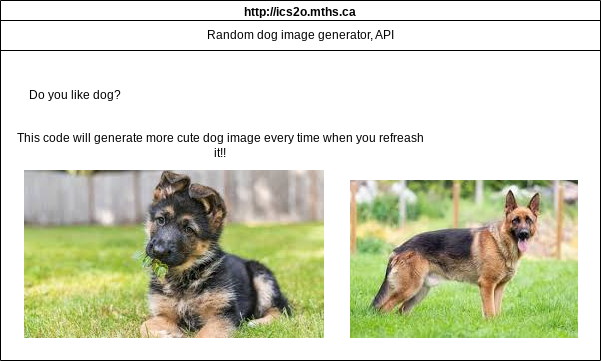 http://ics2o.mths.ca
Random dog image generator, API
Do you like dog?
This code will generate more cute dog image every time when you refreash
it!!